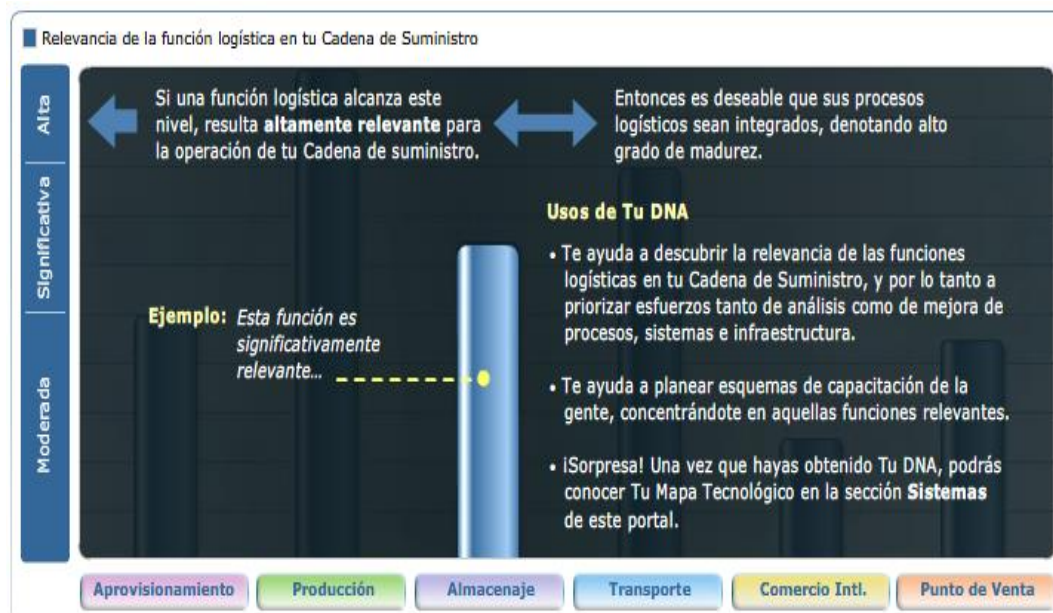 Relevancia de la función logística en tu Cadena de Suministro
Alta
Significativa
Moderada
Si una función logística alcanza este
nivel, resulta altamente relevante para
la operación de tu Cadena de suministro.
Entonces es deseable que sus procesos
logísticos sean integrados, denotando alto
grado de madurez.
Ejemplo: Esta función es
significativamente
relevante...
Usos de Tu DNA
• Te ayuda a descubrir la relevancia de las funciones
logísticas en tu Cadena de Suministro, y por lo tanto a
priorizar esfuerzos tanto de análisis como de mejora de
procesos, sistemas e infraestructura.
• Te ayuda a planear esquemas de capacitación de la
gente, concentrándote en aquellas funciones relevantes.
• ¡Sorpresa! Una vez que hayas obtenido Tu DNA, podrás
conocer Tu Mapa Tecnológico en la sección Sistemas
de este portal.
Aprovisionamiento
Producción
Almacenaje
Transporte
Comercio Intl.
Punto de Venta